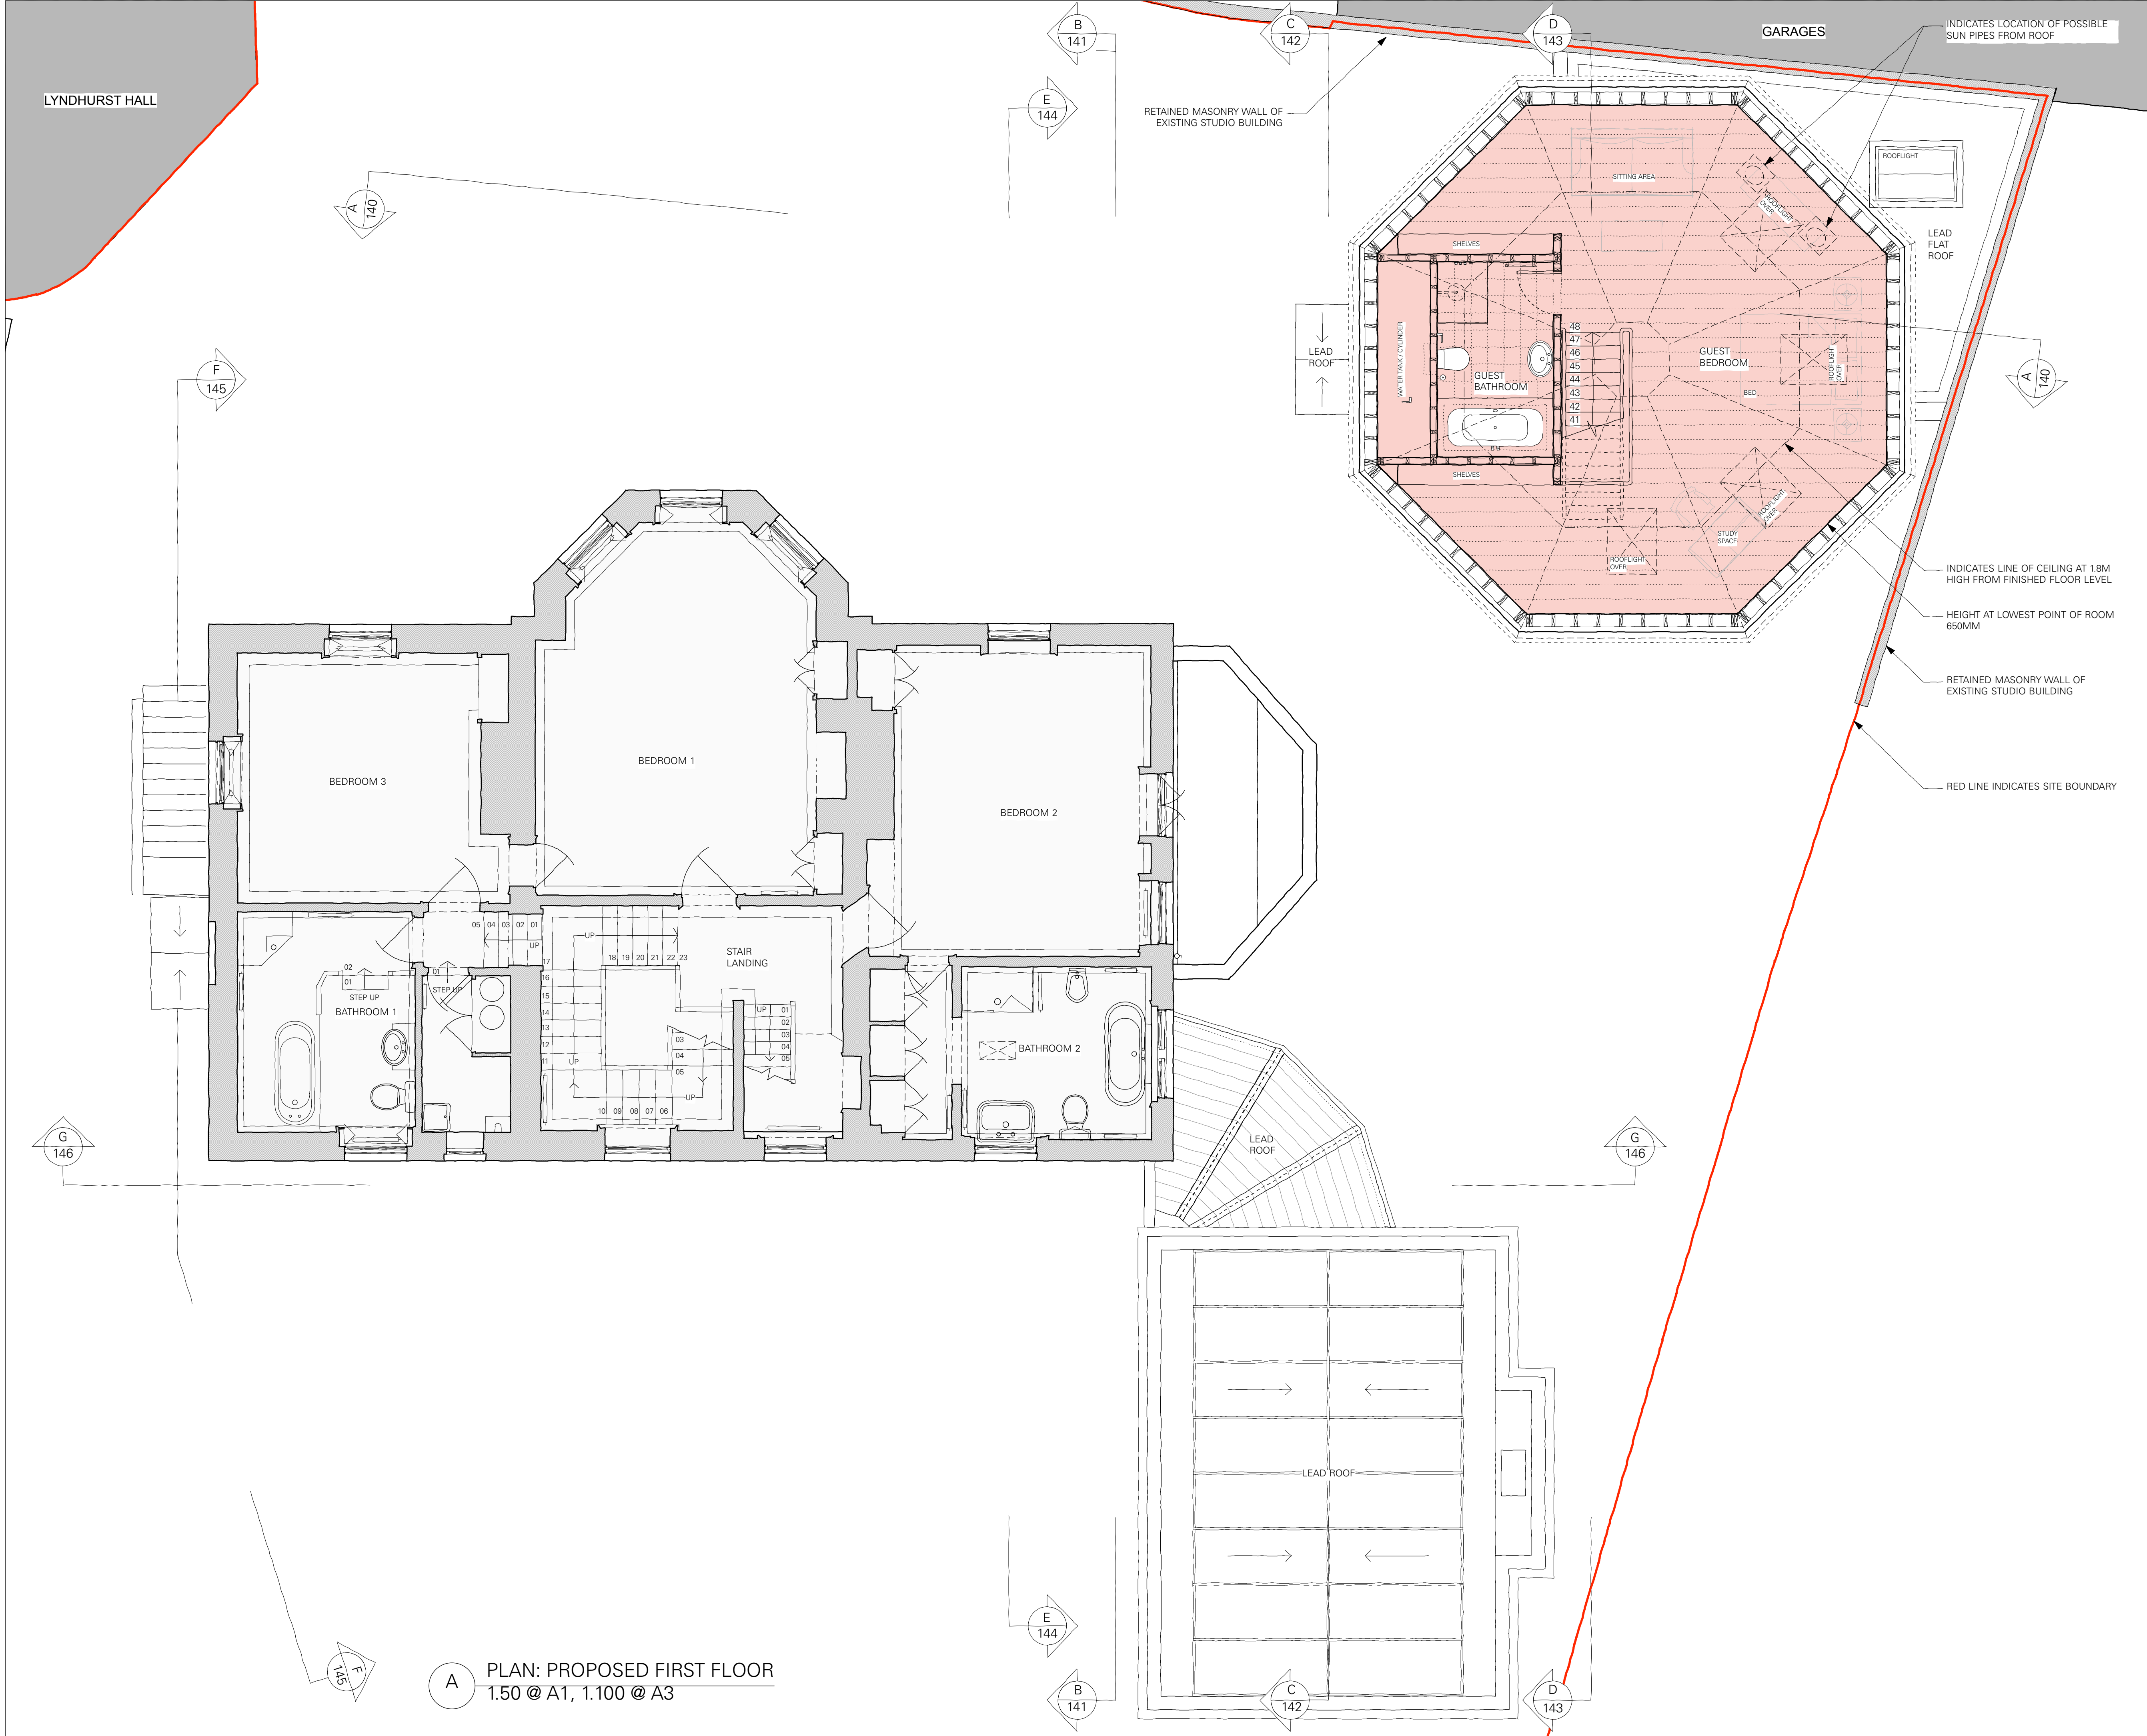 LYNDHURST HALL
B
141
C
142
D
143
GARAGES
INDICATES LOCATION OF POSSIBLE
SUN PIPES FROM ROOF
E
144
RETAINED MASONRY WALL OF
EXISTING STUDIO BUILDING
A
140
ROOFLIGHT
SITTING AREA
ROOFLIGHT
OVER
LEAD
FLAT
ROOF
SHELVES
WATER TANK / CYLINDER
48
47
46
45
44
43
42
41
LEAD
ROOF
GUEST
BATHROOM
GUEST
BEDROOM
ROOFLIGHT
OVER
BED
A
140
F
145
SHELVES
ROOFLIGHT
OVER
STUDY
SPACE
ROOFLIGHT
OVER
INDICATES LINE OF CEILING AT 1.8M
HIGH FROM FINISHED FLOOR LEVEL
HEIGHT AT LOWEST POINT OF ROOM
650MM
RETAINED MASONRY WALL OF
EXISTING STUDIO BUILDING
RED LINE INDICATES SITE BOUNDARY
BEDROOM 3
BEDROOM 1
BEDROOM 2
05 04 03 02 01
UP
UP
18 19 20 21 22 23
STAIR
LANDING
17
16
15
14
13
12
11
UP
10 09 08 07 06
UP
03
04
05
UP
01
02
03
04
05
02
01
STEP UP
BATHROOM 1
01
STEP UP
BATHROOM 2
G
146
LEAD
ROOF
G
146
LEAD ROOF
E
144
F
145
A
PLAN: PROPOSED FIRST FLOOR
1.50 @ A1, 1.100 @ A3
B
141
C
142
D
143